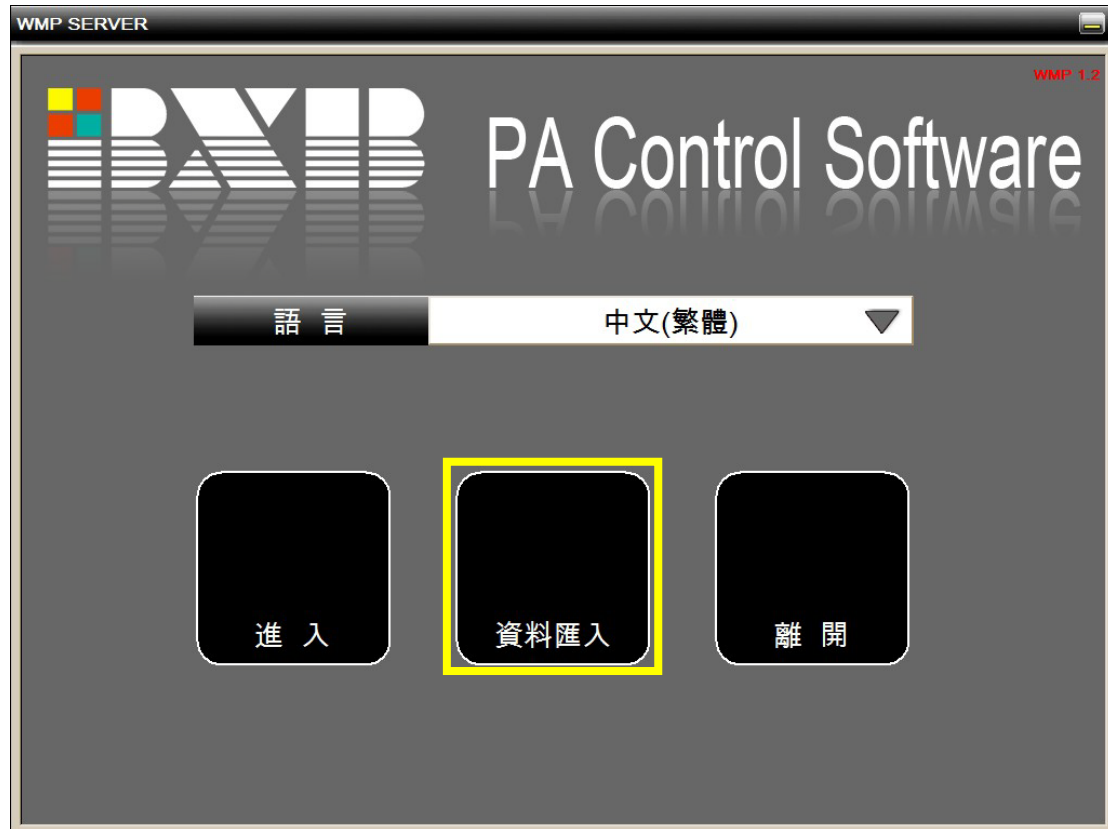 WMP SERVER
WMP 1.2
BXB
PA Control Software
語 言
中文(繁體)
進 入
資料匯入
離 開